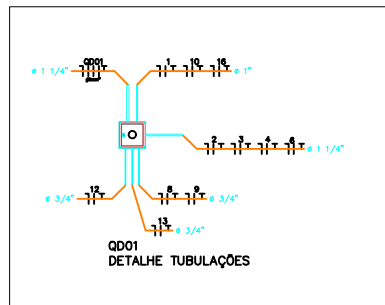 QD01 1 10 16
ø 1 1/4" ø 1"
2 3 4 6
ø 1 1/4"
12 8 9
ø 3/4" ø 3/4"
13
ø 3/4"
QD01
DETALHE TUBULAÇÕES